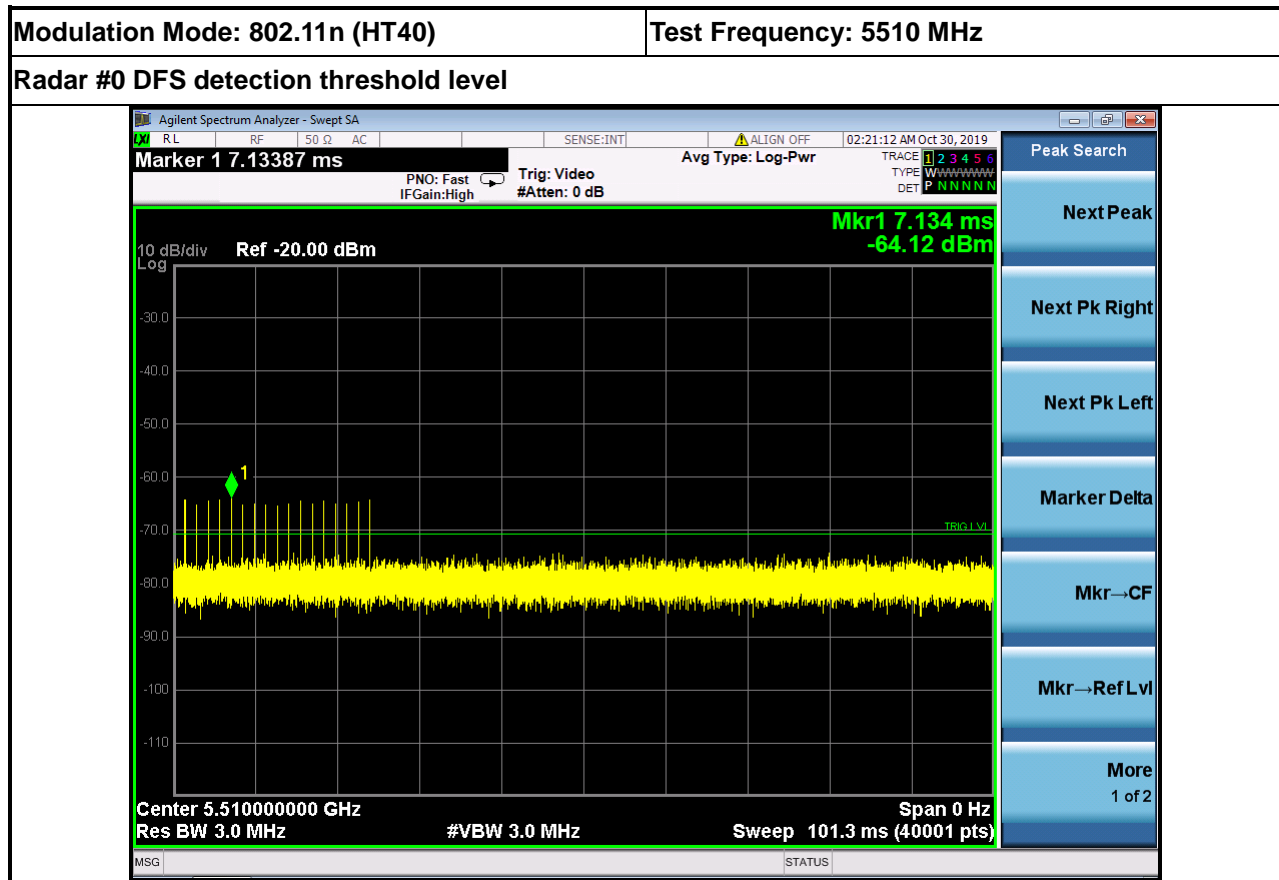 Modulation Mode: 802.11n (HT40) Test Frequency: 5510 MHz
Radar #0 DFS detection threshold level
Agilent Spectrum Analyzer - Swept SA
LXI RL RF 50 Ω AC SENSE:INT ALIGN OFF 02:21:12 AM Oct 30, 2019
Marker 1 7.13387 ms
PNO: Fast
IFGain:High
Trig: Video
#Atten: 0 dB
Avg Type: Log-Pwr
TRACE 1 2 3 4 5 6
TYPE WWWWWW
DET P N N N N N
Peak Search
Mkr1 7.134 ms
-64.12 dBm
10 dB/div Ref -20.00 dBm
Log
-30.0
-40.0
-50.0
-60.0
1
-70.0
TRIG LVL
-80.0
-90.0
-100
-110
Center 5.510000000 GHz Span 0 Hz
Res BW 3.0 MHz #VBW 3.0 MHz Sweep 101.3 ms (40001 pts)
MSG STATUS
Next Peak
Next Pk Right
Next Pk Left
Marker Delta
Mkr→CF
Mkr→Ref Lvl
More
1 of 2